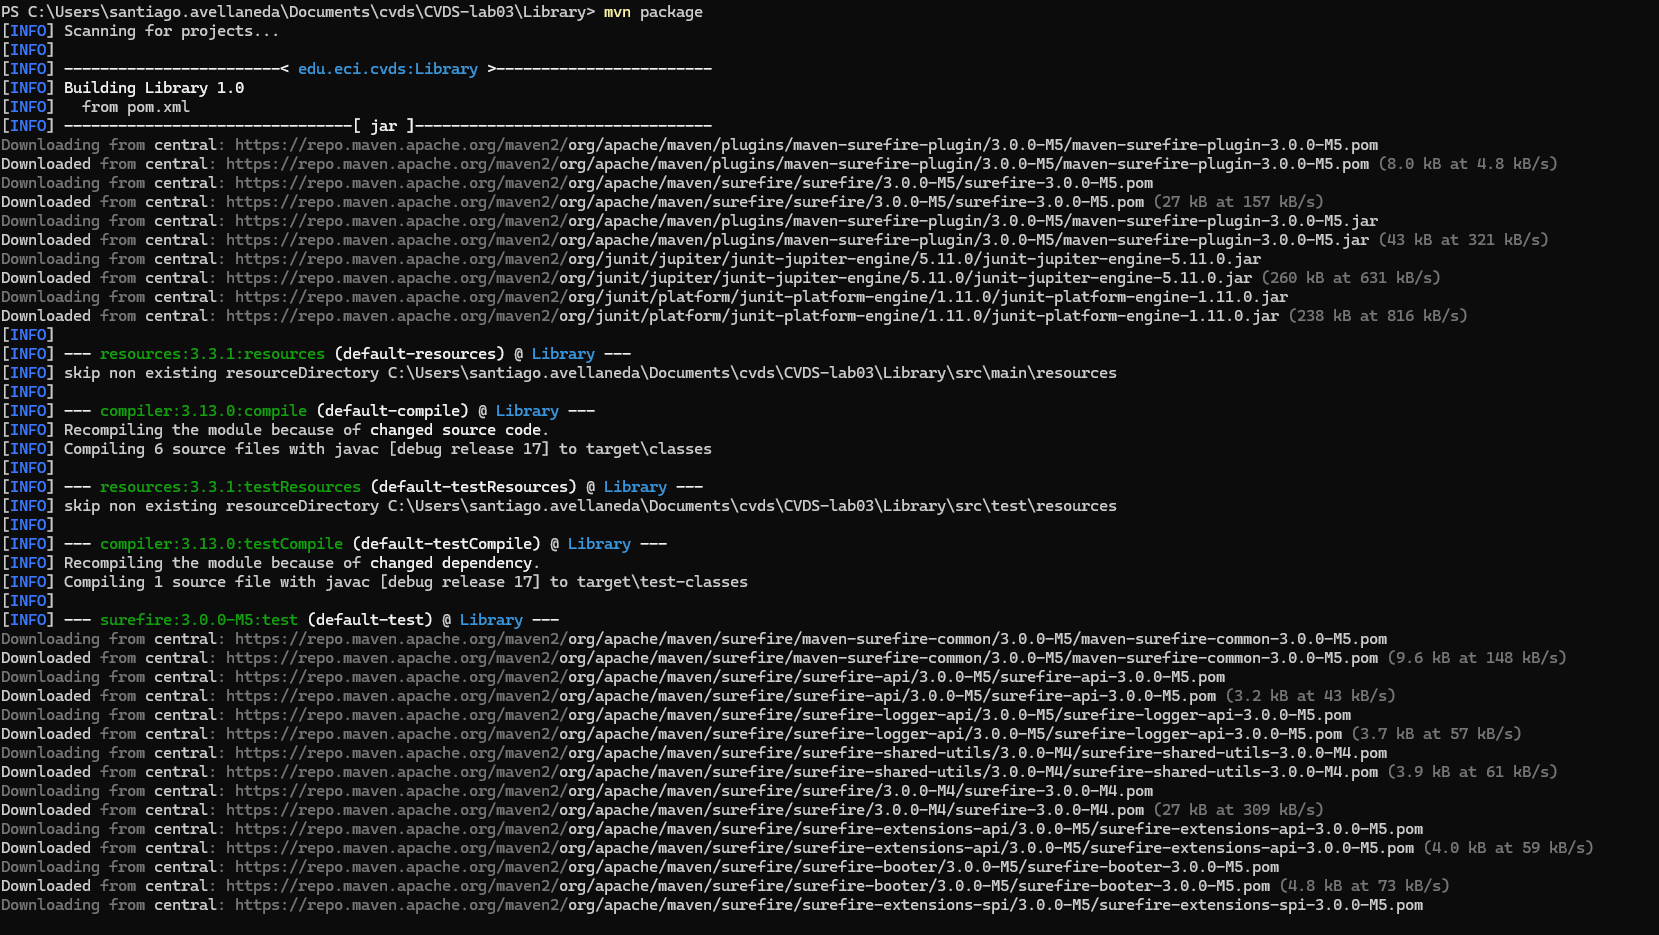 PS C:\Users\santiago.avellaneda\Documents\cvds\CVDS-lab03\Library> mvn package
[INFO] Scanning for projects...
[INFO]
[INFO] ------------------------< edu.eci.cvds:Library >------------------------
[INFO] Building Library 1.0
[INFO]   from pom.xml
[INFO] --------------------------------[ jar ]---------------------------------
Downloading from central: https://repo.maven.apache.org/maven2/org/apache/maven/plugins/maven-surefire-plugin/3.0.0-M5/maven-surefire-plugin-3.0.0-M5.pom
Downloaded from central: https://repo.maven.apache.org/maven2/org/apache/maven/plugins/maven-surefire-plugin/3.0.0-M5/maven-surefire-plugin-3.0.0-M5.pom (8.0 kB at 4.8 kB/s)
Downloading from central: https://repo.maven.apache.org/maven2/org/apache/maven/surefire/surefire/3.0.0-M5/surefire-3.0.0-M5.pom
Downloaded from central: https://repo.maven.apache.org/maven2/org/apache/maven/surefire/surefire/3.0.0-M5/surefire-3.0.0-M5.pom (27 kB at 157 kB/s)
Downloading from central: https://repo.maven.apache.org/maven2/org/apache/maven/plugins/maven-surefire-plugin/3.0.0-M5/maven-surefire-plugin-3.0.0-M5.jar
Downloaded from central: https://repo.maven.apache.org/maven2/org/apache/maven/plugins/maven-surefire-plugin/3.0.0-M5/maven-surefire-plugin-3.0.0-M5.jar (43 kB at 321 kB/s)
Downloading from central: https://repo.maven.apache.org/maven2/org/junit/jupiter/junit-jupiter-engine/5.11.0/junit-jupiter-engine-5.11.0.jar
Downloaded from central: https://repo.maven.apache.org/maven2/org/junit/jupiter/junit-jupiter-engine/5.11.0/junit-jupiter-engine-5.11.0.jar (260 kB at 631 kB/s)
Downloading from central: https://repo.maven.apache.org/maven2/org/junit/platform/junit-platform-engine/1.11.0/junit-platform-engine-1.11.0.jar
Downloaded from central: https://repo.maven.apache.org/maven2/org/junit/platform/junit-platform-engine/1.11.0/junit-platform-engine-1.11.0.jar (238 kB at 816 kB/s)
[INFO]
[INFO] --- resources:3.3.1:resources (default-resources) @ Library ---
[INFO] skip non existing resourceDirectory C:\Users\santiago.avellaneda\Documents\cvds\CVDS-lab03\Library\src\main\resources
[INFO]
[INFO] --- compiler:3.13.0:compile (default-compile) @ Library ---
[INFO] Recompiling the module because of changed source code.
[INFO] Compiling 6 source files with javac [debug release 17] to target\classes
[INFO]
[INFO] --- resources:3.3.1:testResources (default-testResources) @ Library ---
[INFO] skip non existing resourceDirectory C:\Users\santiago.avellaneda\Documents\cvds\CVDS-lab03\Library\src\test\resources
[INFO]
[INFO] --- compiler:3.13.0:testCompile (default-testCompile) @ Library ---
[INFO] Recompiling the module because of changed dependency.
[INFO] Compiling 1 source file with javac [debug release 17] to target\test-classes
[INFO]
[INFO] --- surefire:3.0.0-M5:test (default-test) @ Library ---
Downloading from central: https://repo.maven.apache.org/maven2/org/apache/maven/surefire/maven-surefire-common/3.0.0-M5/maven-surefire-common-3.0.0-M5.pom
Downloaded from central: https://repo.maven.apache.org/maven2/org/apache/maven/surefire/maven-surefire-common/3.0.0-M5/maven-surefire-common-3.0.0-M5.pom (9.6 kB at 148 kB/s)
Downloading from central: https://repo.maven.apache.org/maven2/org/apache/maven/surefire/surefire-api/3.0.0-M5/surefire-api-3.0.0-M5.pom
Downloaded from central: https://repo.maven.apache.org/maven2/org/apache/maven/surefire/surefire-api/3.0.0-M5/surefire-api-3.0.0-M5.pom (3.2 kB at 43 kB/s)
Downloading from central: https://repo.maven.apache.org/maven2/org/apache/maven/surefire/surefire-logger-api/3.0.0-M5/surefire-logger-api-3.0.0-M5.pom
Downloaded from central: https://repo.maven.apache.org/maven2/org/apache/maven/surefire/surefire-logger-api/3.0.0-M5/surefire-logger-api-3.0.0-M5.pom (3.7 kB at 57 kB/s)
Downloading from central: https://repo.maven.apache.org/maven2/org/apache/maven/surefire/surefire-shared-utils/3.0.0-M4/surefire-shared-utils-3.0.0-M4.pom
Downloaded from central: https://repo.maven.apache.org/maven2/org/apache/maven/surefire/surefire-shared-utils/3.0.0-M4/surefire-shared-utils-3.0.0-M4.pom (3.9 kB at 61 kB/s)
Downloading from central: https://repo.maven.apache.org/maven2/org/apache/maven/surefire/surefire/3.0.0-M4/surefire-3.0.0-M4.pom
Downloaded from central: https://repo.maven.apache.org/maven2/org/apache/maven/surefire/surefire/3.0.0-M4/surefire-3.0.0-M4.pom (27 kB at 309 kB/s)
Downloading from central: https://repo.maven.apache.org/maven2/org/apache/maven/surefire/surefire-extensions-api/3.0.0-M5/surefire-extensions-api-3.0.0-M5.pom
Downloaded from central: https://repo.maven.apache.org/maven2/org/apache/maven/surefire/surefire-extensions-api/3.0.0-M5/surefire-extensions-api-3.0.0-M5.pom (4.0 kB at 59 kB/s)
Downloading from central: https://repo.maven.apache.org/maven2/org/apache/maven/surefire/surefire-booter/3.0.0-M5/surefire-booter-3.0.0-M5.pom
Downloaded from central: https://repo.maven.apache.org/maven2/org/apache/maven/surefire/surefire-booter/3.0.0-M5/surefire-booter-3.0.0-M5.pom (4.8 kB at 73 kB/s)
Downloading from central: https://repo.maven.apache.org/maven2/org/apache/maven/surefire/surefire-extensions-spi/3.0.0-M5/surefire-extensions-spi-3.0.0-M5.pom